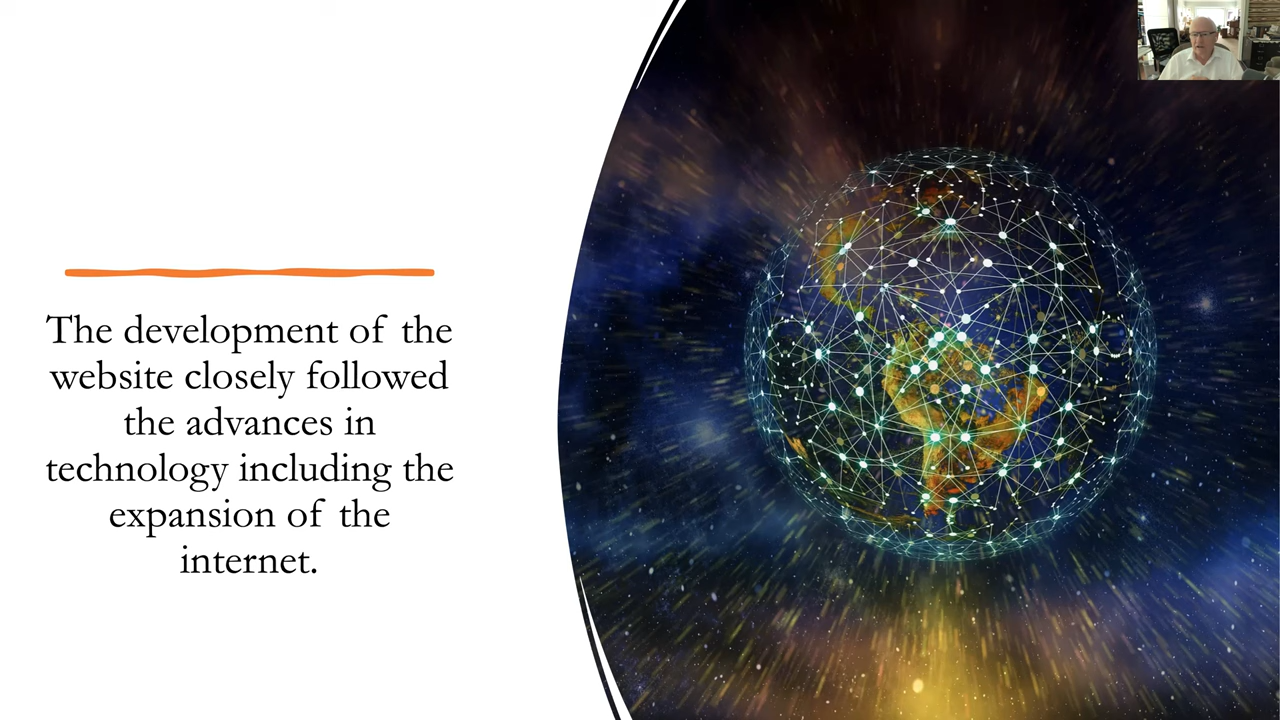 The development of the
website closely followed
the advances in
technology including the
expansion of the
internet.